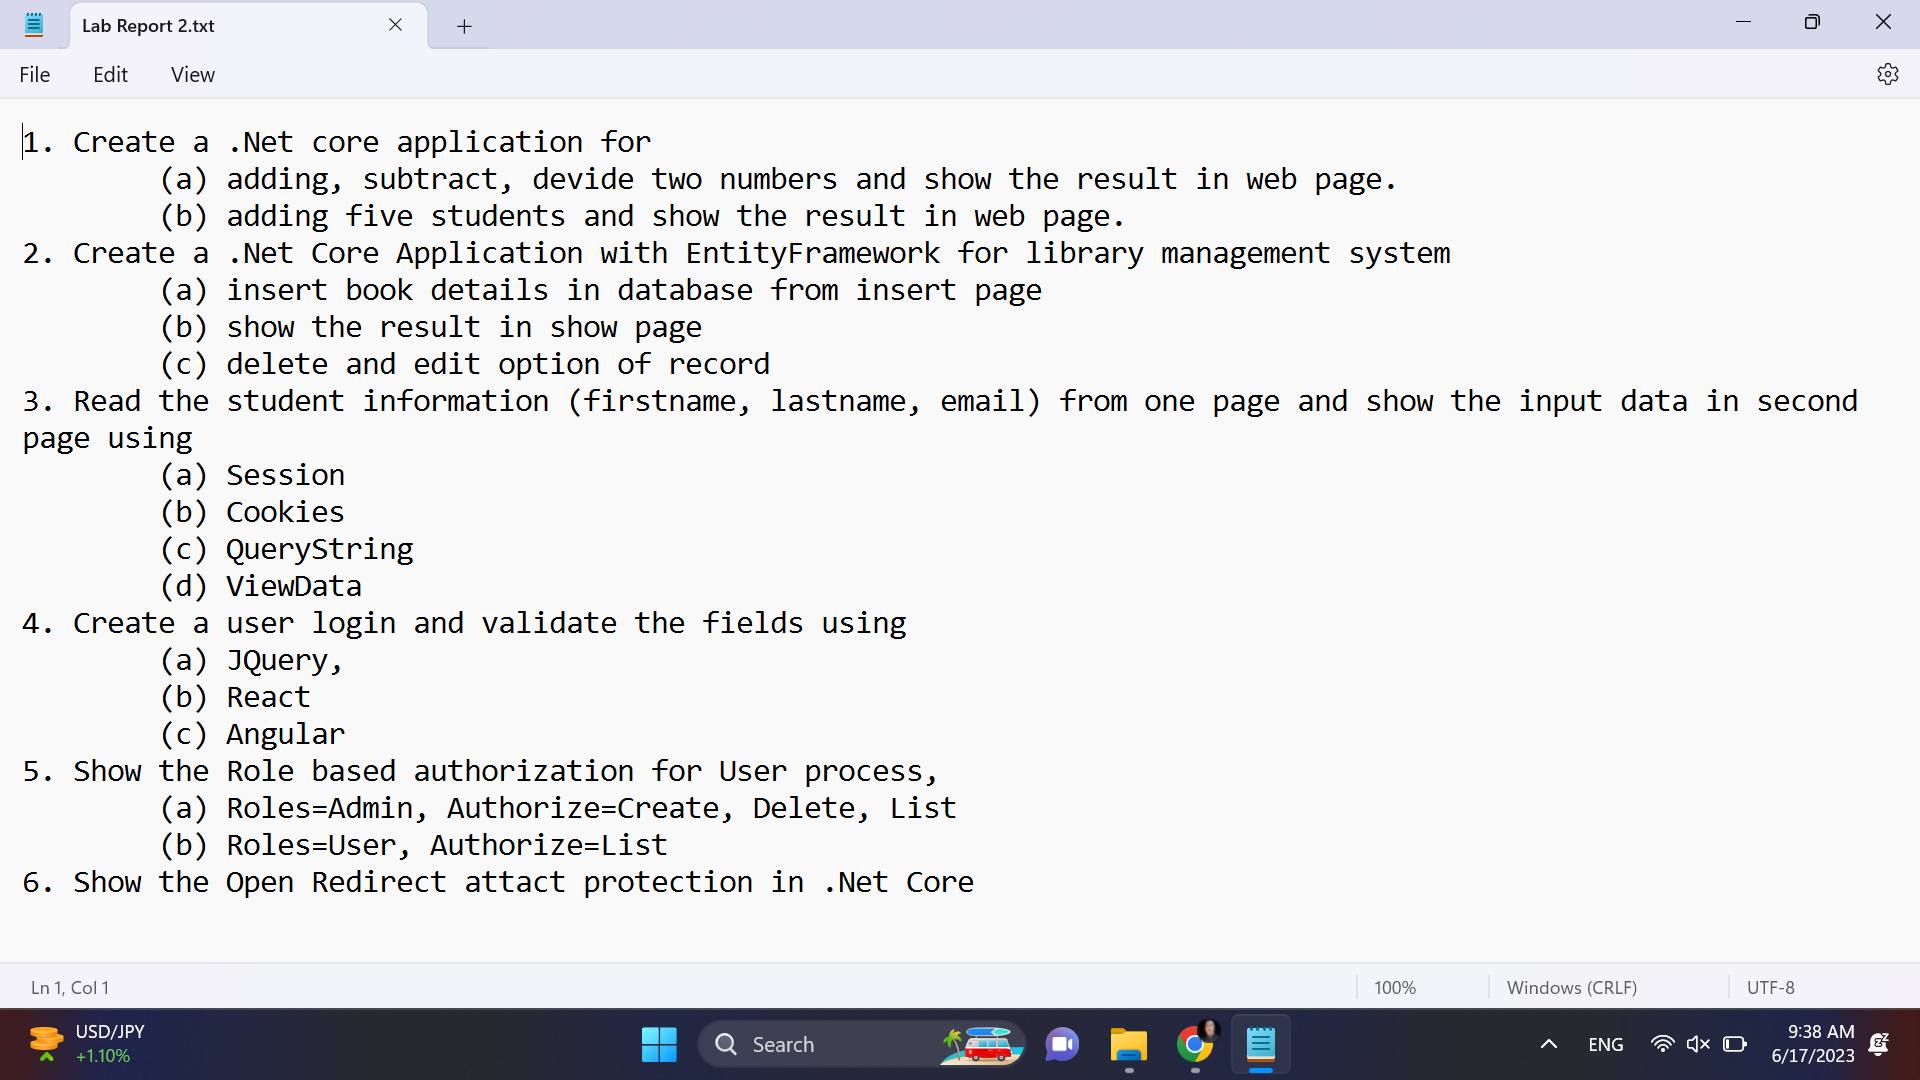 Lab Report 2.txt
File Edit View
1. Create a .Net core application for
(a) adding, subtract, devide two numbers and show the result in web page.
(b) adding five students and show the result in web page.
2. Create a .Net Core Application with EntityFramework for library management system
(a) insert book details in database from insert page
(b) show the result in show page
(c) delete and edit option of record
3. Read the student information (firstname, lastname, email) from one page and show the input data in second
page using
(a) Session
(b) Cookies
(c) QueryString
(d) ViewData
4. Create a user login and validate the fields using
(a) JQuery,
(b) React
(c) Angular
5. Show the Role based authorization for User process,
(a) Roles=Admin, Authorize=Create, Delete, List
(b) Roles=User, Authorize=List
6. Show the Open Redirect attact protection in .Net Core
Ln 1, Col 1 100% Windows (CRLF) UTF-8
USD/JPY
+1.10%
Search
ENG
9:38 AM
6/17/2023